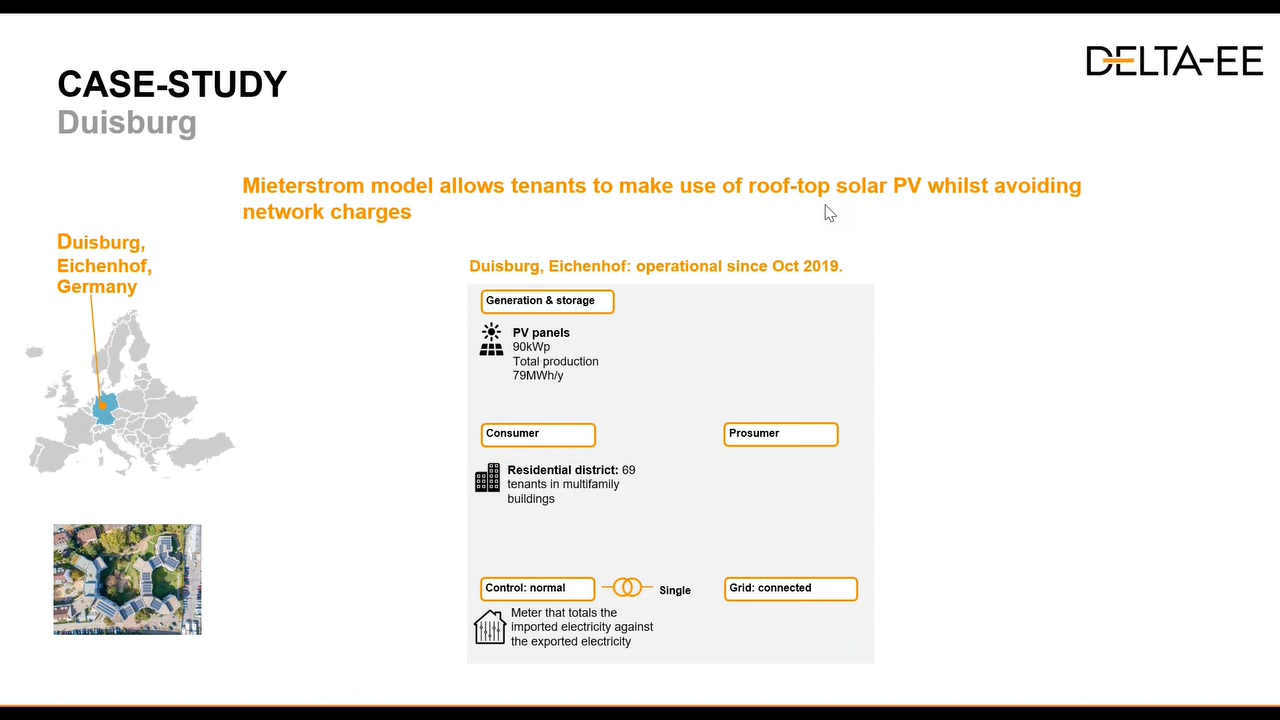 DELTA-EE
CASE-STUDY
Duisburg
Mieterstrom model allows tenants to make use of roof-top solar PV whilst avoiding
network charges
Duisburg,
Eichenhof,
Germany
Duisburg, Eichenhof: operational since Oct 2019.
Generation & storage
PV panels
90kWp
Total production
79MWh/y
Consumer
Prosumer
Residential district: 69
tenants in multifamily
buildings
Control: normal
Single
Grid: connected
Meter that totals the
imported electricity against
the exported electricity